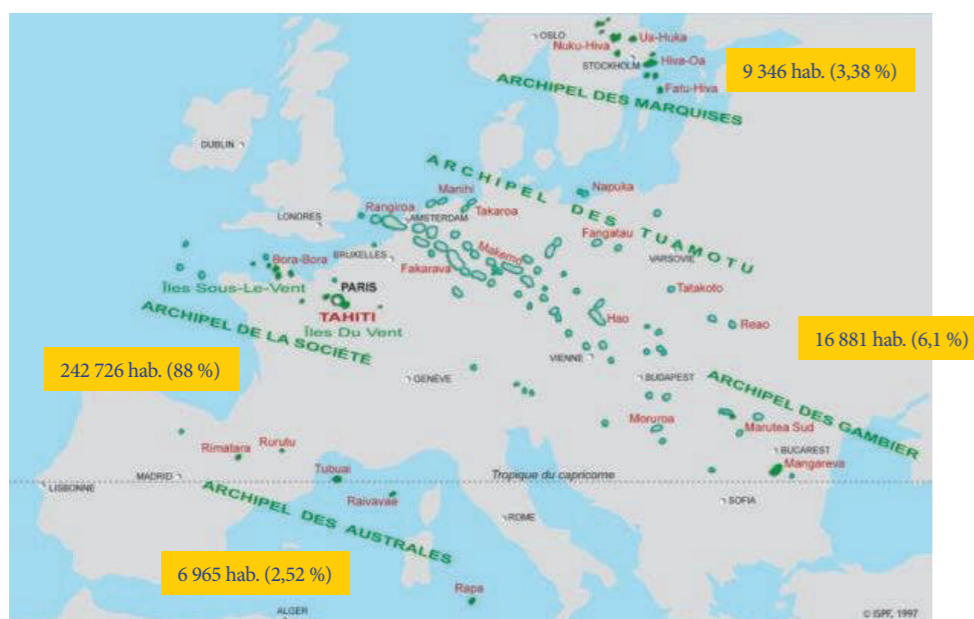 OSLO
Nuku-Hiva
Ua-Huka
STOCKHOLM
Hiva-Oa
Fatu-Hiva
9 346 hab. (3,38 %)
ARCHIPEL DES MARQUISES
DUBLIN
ARCHIPEL DES TUAMOTU
Manihi
Napuka
Rangiroa
Takaroa
LONDRES
AMSTERDAM
Fangatau
BRUXELLES
Makemo
VARSOVIE
Bora-Bora
Fakarava
Îles Sous-Le-Vent
PARIS
Tatakoto
TAHITI
Îles Du Vent
Hao
Reao
ARCHIPEL DE LA SOCIÉTÉ
16 881 hab. (6,1 %)
VIENNE
242 726 hab. (88 %)
GENÈVE
BUDAPEST
ARCHIPEL DES GAMBIER
Moruroa
Marutea Sud
Rimatara
Rurutu
BUCAREST
Mangareva
MADRID
Tubuai
Tropique du capricorne
LISBONNE
Raivavae
SOFIA
ARCHIPEL DES AUSTRALES
ROME
6 965 hab. (2,52 %)
Rapa
ALGER
© ISPF, 1997